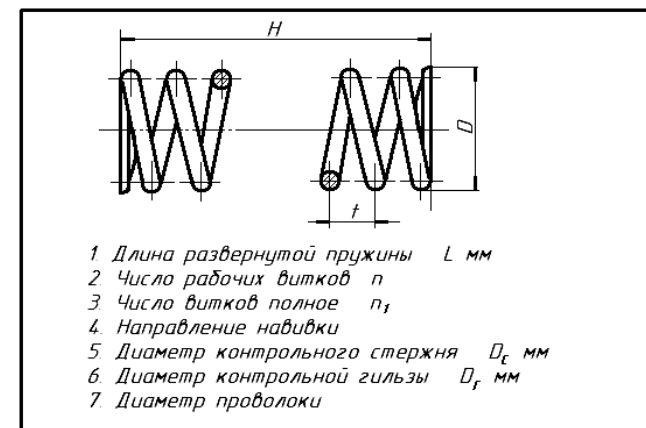 H
D
t
1. Длина развернутой пружины L мм
2. Число рабочих витков n
3. Число витков полное n₁
4. Направление навивки
5. Диаметр контрольного стержня D_c мм
6. Диаметр контрольной гильзы D_г мм
7. Диаметр проволоки